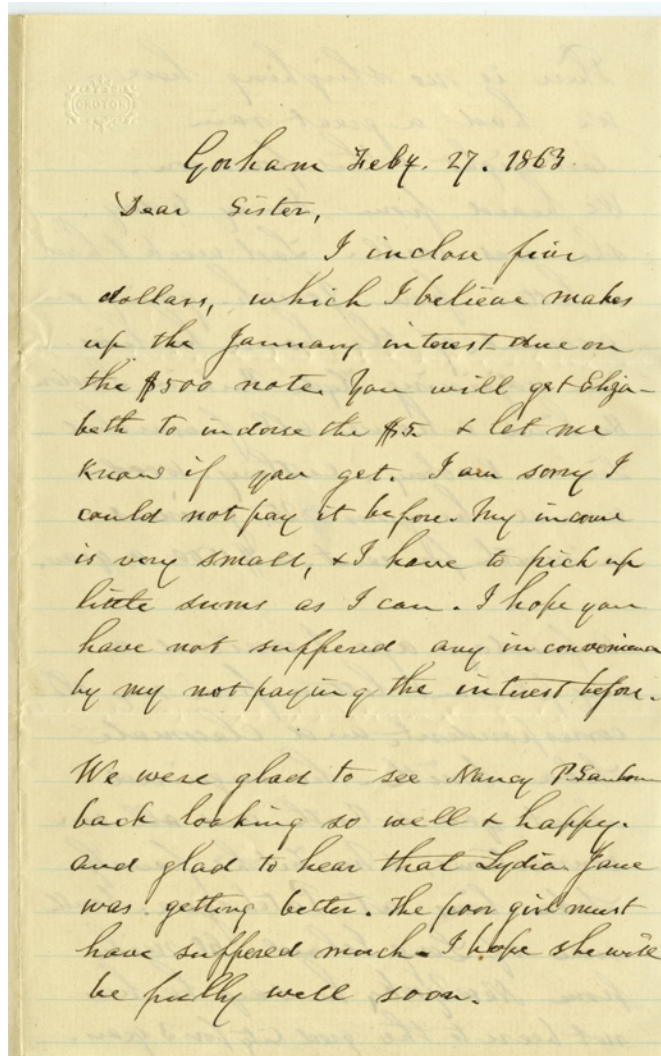 CROTON
Gorham Feby. 27. 1863.
Dear Sister,
I inclose five
dollars, which I believe makes
up the January interest due on
the $500 note. You will get Eliza-
beth to indorse the $5. & let me
know if you get. I am sorry I
could not pay it before. My income
is very small, & I have to pick up
little sums as I can. I hope you
have not suffered any inconvenience
by my not paying the interest before.
We were glad to see Nancy P.
back looking so well & happy.
and glad to hear that Lydia Jane
was getting better. The poor girl must
have suffered much. I hope she will
be fully well soon.